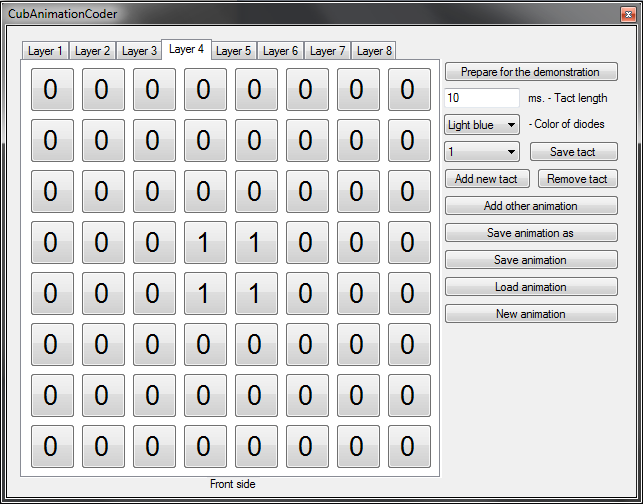 CubAnimationCoder
Layer 1 Layer 2 Layer 3 Layer 4 Layer 5 Layer 6 Layer 7 Layer 8
0 0 0 0 0 0 0 0 Prepare for the demonstration
10 ms. - Tact length
0 0 0 0 0 0 0 0 Light blue - Color of diodes
1 Save tact
0 0 0 0 0 0 0 0 Add new tact Remove tact
Add other animation
0 0 0 1 1 0 0 0 Save animation as
Save animation
0 0 0 1 1 0 0 0 Load animation
New animation
0 0 0 0 0 0 0 0
0 0 0 0 0 0 0 0
0 0 0 0 0 0 0 0
Front side